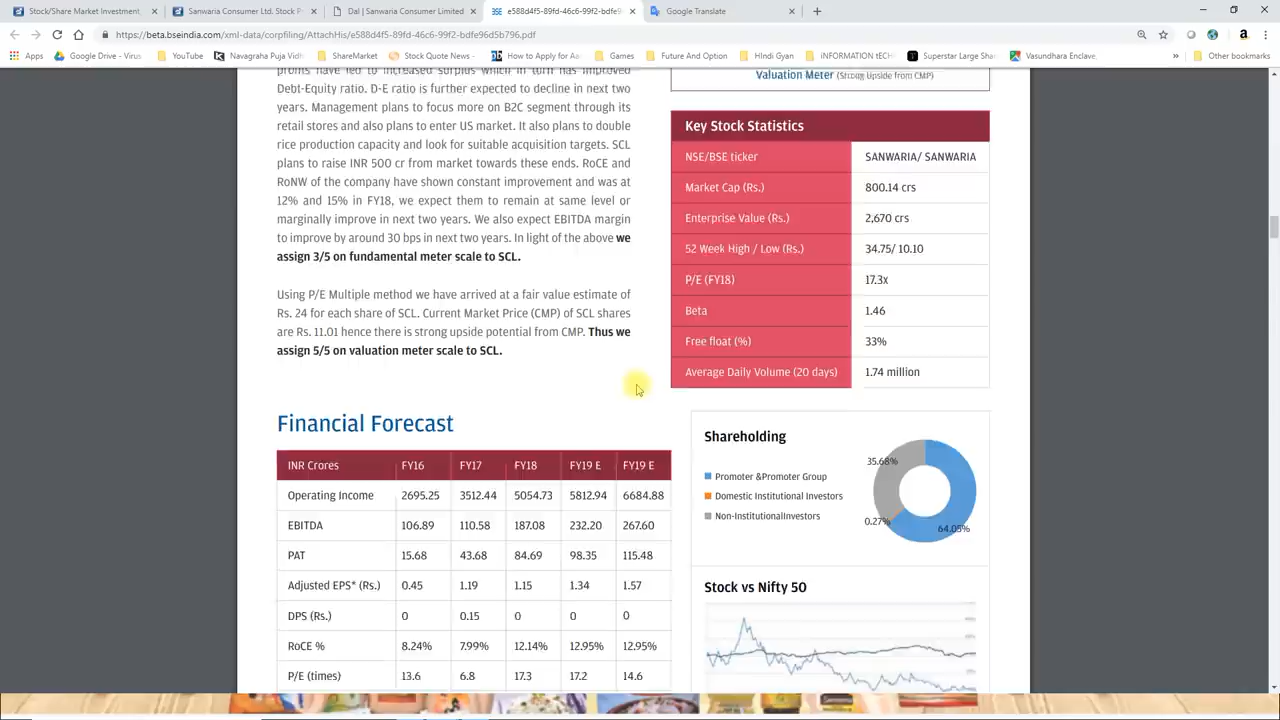 Stock/Share Market Investment,
Sanwaria Consumer Ltd. Stock P
Dal | Sanwaria Consumer Limited
e588d4f5-89fd-46c6-99f2-bdfe
Google Translate
https://beta.bseindia.com/xml-data/corpfiling/AttachHis/e588d4f5-89fd-46c6-99f2-bdfe96d5b796.pdf
Apps
Google Drive - Virus
YouTube
Navagraha Puja Vidh
ShareMarket
Stock Quote News -
How to Apply for Aa
Games
Future And Option
HIndi Gyan
iNFORMATION tECH
Superstar Large Shar
Vasundhara Enclave,
Other bookmarks
profits have led to increased surplus which in turn has improved
Debt-Equity ratio. D-E ratio is further expected to decline in next two
years. Management plans to focus more on B2C segment through its
retail stores and also plans to enter US market. It also plans to double
rice production capacity and look for suitable acquisition targets. SCL
plans to raise INR 500 cr from market towards these ends. RoCE and
RoNW of the company have shown constant improvement and was at
12% and 15% in FY18, we expect them to remain at same level or
marginally improve in next two years. We also expect EBITDA margin
to improve by around 30 bps in next two years. In light of the above we
assign 3/5 on fundamental meter scale to SCL.
Using P/E Multiple method we have arrived at a fair value estimate of
Rs. 24 for each share of SCL. Current Market Price (CMP) of SCL shares
are Rs. 11.01 hence there is strong upside potential from CMP. Thus we
assign 5/5 on valuation meter scale to SCL.
Valuation Meter (Strong Upside from CMP)
Key Stock Statistics
NSE/BSE ticker SANWARIA/ SANWARIA
Market Cap (Rs.) 800.14 crs
Enterprise Value (Rs.) 2,670 crs
52 Week High / Low (Rs.) 34.75/ 10.10
P/E (FY18) 17.3x
Beta 1.46
Free float (%) 33%
Average Daily Volume (20 days) 1.74 million
Financial Forecast
INR Crores FY16 FY17 FY18 FY19 E FY19 E
Operating Income 2695.25 3512.44 5054.73 5812.94 6684.88
EBITDA 106.89 110.58 187.08 232.20 267.60
PAT 15.68 43.68 84.69 98.35 115.48
Adjusted EPS* (Rs.) 0.45 1.19 1.15 1.34 1.57
DPS (Rs.) 0 0.15 0 0 0
RoCE % 8.24% 7.99% 12.14% 12.95% 12.95%
P/E (times) 13.6 6.8 17.3 17.2 14.6
Shareholding
Promoter &Promoter Group
Domestic Institutional Investors
Non-InstitutionalInvestors
35.68%
0.27%
64.05%
Stock vs Nifty 50